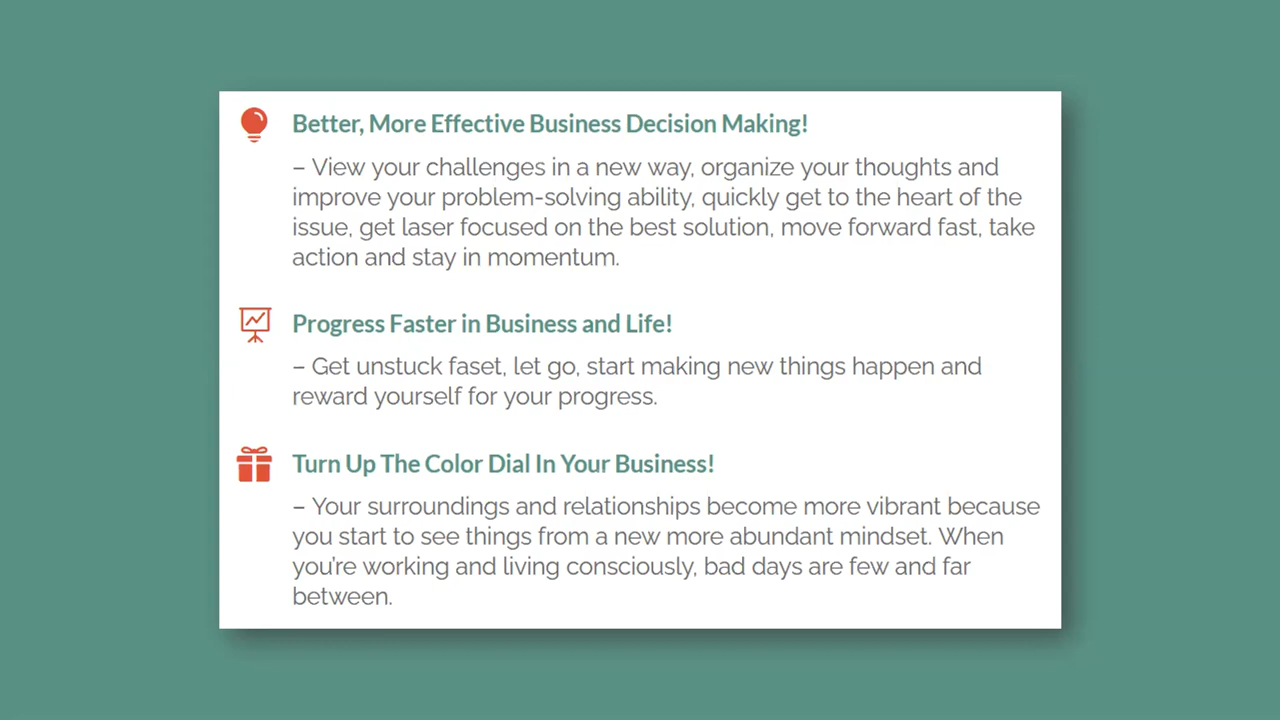 Better, More Effective Business Decision Making!
– View your challenges in a new way, organize your thoughts and
improve your problem-solving ability, quickly get to the heart of the
issue, get laser focused on the best solution, move forward fast, take
action and stay in momentum.
Progress Faster in Business and Life!
– Get unstuck faset, let go, start making new things happen and
reward yourself for your progress.
Turn Up The Color Dial In Your Business!
– Your surroundings and relationships become more vibrant because
you start to see things from a new more abundant mindset. When
you’re working and living consciously, bad days are few and far
between.